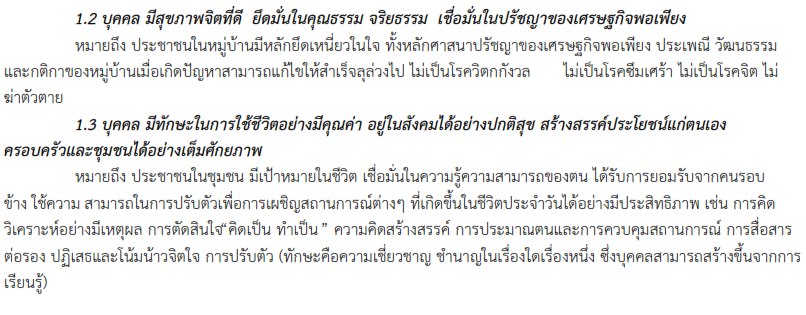 1.2 บุคคล มีสุขภาพจิตที่ดี ยึดมั่นในคุณธรรม จริยธรรม เชื่อมั่นในปรัชญาของเศรษฐกิจพอเพียง
หมายถึง ประชาชนในหมู่บ้านมีหลักยึดเหนี่ยวในใจ ทั้งหลักศาสนาปรัชญาของเศรษฐกิจพอเพียง ประเพณี วัฒนธรรม
และกติกาของหมู่บ้านเมื่อเกิดปัญหาสามารถแก้ไขให้สำเร็จลุล่วงไป ไม่เป็นโรควิตกกังวล ไม่เป็นโรคซึมเศร้า ไม่เป็นโรคจิต ไม่
ฆ่าตัวตาย
1.3 บุคคล มีทักษะในการใช้ชีวิตอย่างมีคุณค่า อยู่ในสังคมได้อย่างปกติสุข สร้างสรรค์ประโยชน์แก่ตนเอง
ครอบครัวและชุมชนได้อย่างเต็มศักยภาพ
หมายถึง ประชาชนในชุมชน มีเป้าหมายในชีวิต เชื่อมั่นในความรู้ความสามารถของตน ได้รับการยอมรับจากคนรอบ
ข้าง ใช้ความ สามารถในการปรับตัวเพื่อการเผชิญสถานการณ์ต่างๆ ที่เกิดขึ้นในชีวิตประจำวันได้อย่างมีประสิทธิภาพ เช่น การคิด
วิเคราะห์อย่างมีเหตุผล การตัดสินใจ“คิดเป็น ทำเป็น ” ความคิดสร้างสรรค์ การประมาณตนและการควบคุมสถานการณ์ การสื่อสาร
ต่อรอง ปฏิเสธและโน้มน้าวจิตใจ การปรับตัว (ทักษะคือความเชี่ยวชาญ ชำนาญในเรื่องใดเรื่องหนึ่ง ซึ่งบุคคลสามารถสร้างขึ้นจากการ
เรียนรู้)